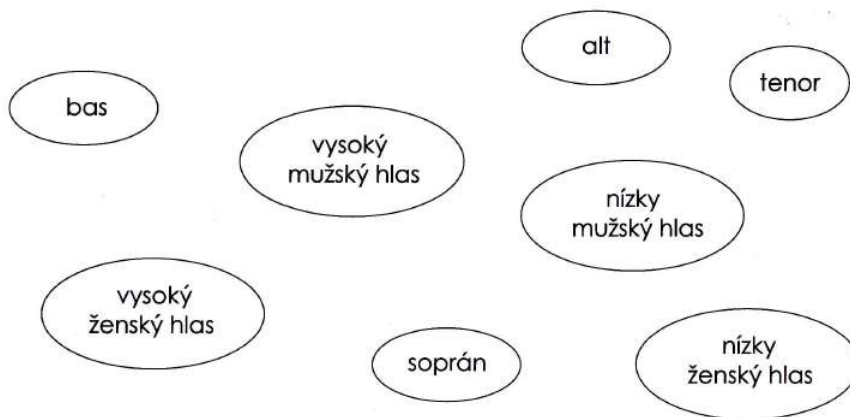 alt
tenor
bas
vysoký
mužský hlas
nízky
mužský hlas
vysoký
ženský hlas
soprán
nízky
ženský hlas